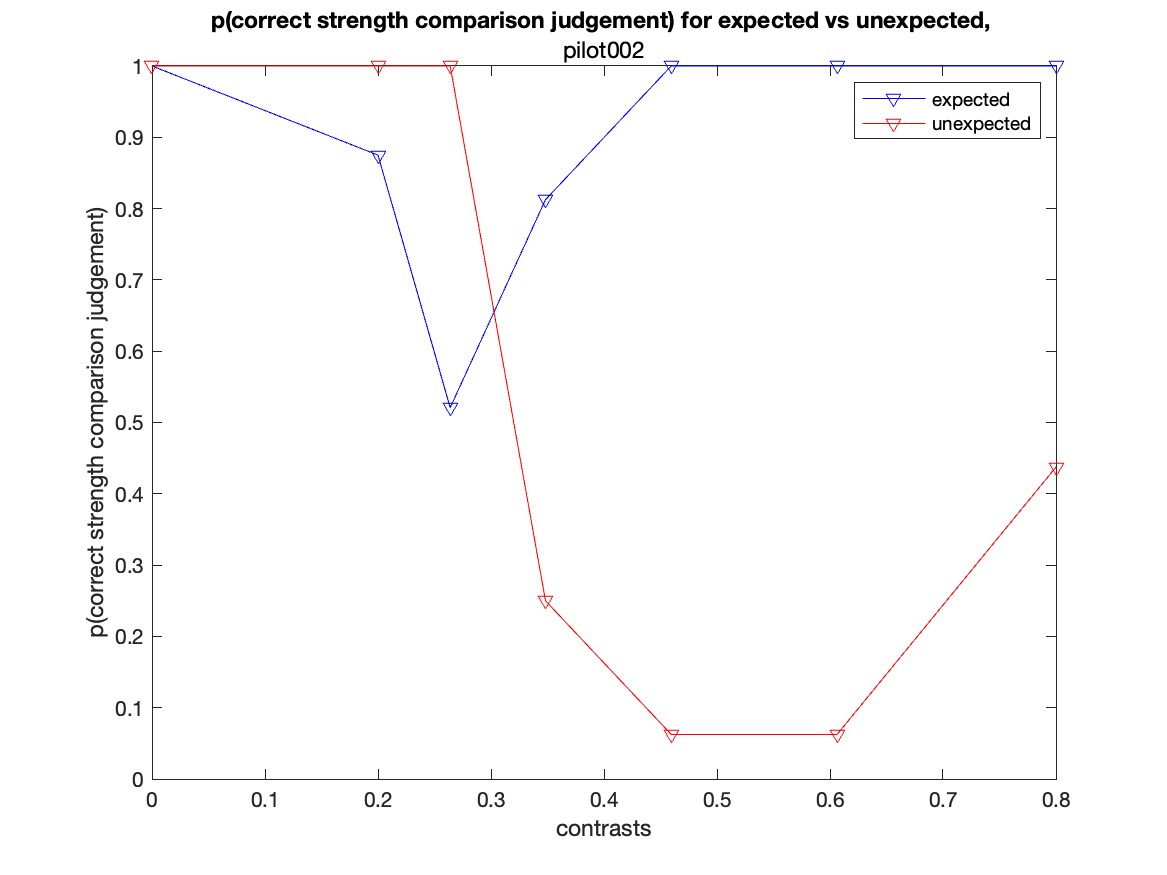 p(correct strength comparison judgement) for expected vs unexpected,
pilot002
expected
unexpected
p(correct strength comparison judgement)
1
0.9
0.8
0.7
0.6
0.5
0.4
0.3
0.2
0.1
0
0 0.1 0.2 0.3 0.4 0.5 0.6 0.7 0.8
contrasts